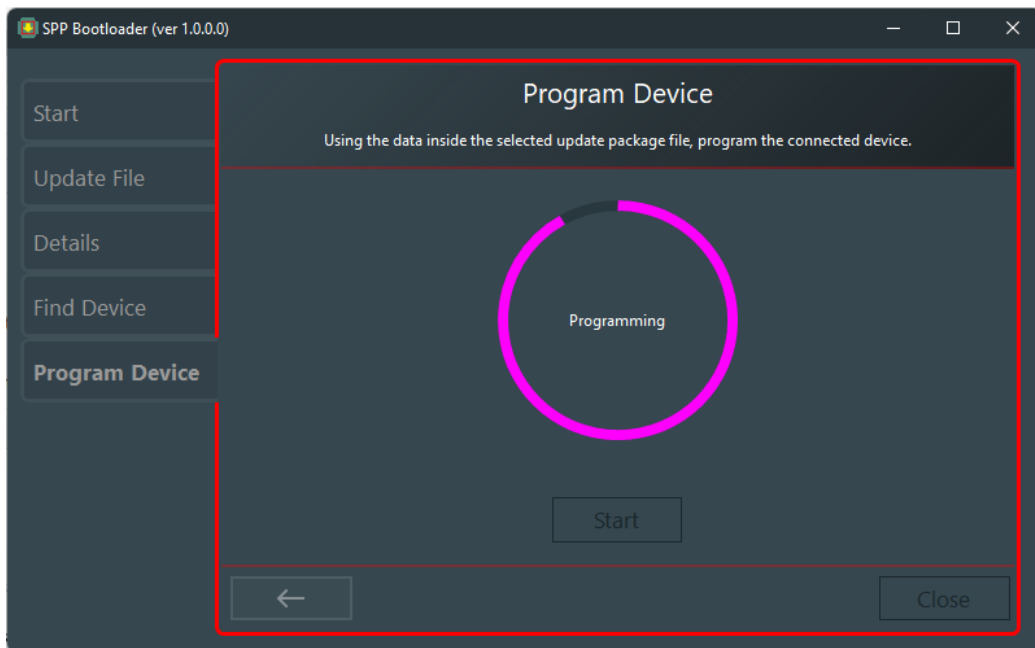 SPP Bootloader (ver 1.0.0.0)
Start
Update File
Details
Find Device
Program Device
Program Device
Using the data inside the selected update package file, program the connected device.
Programming
Start
Close